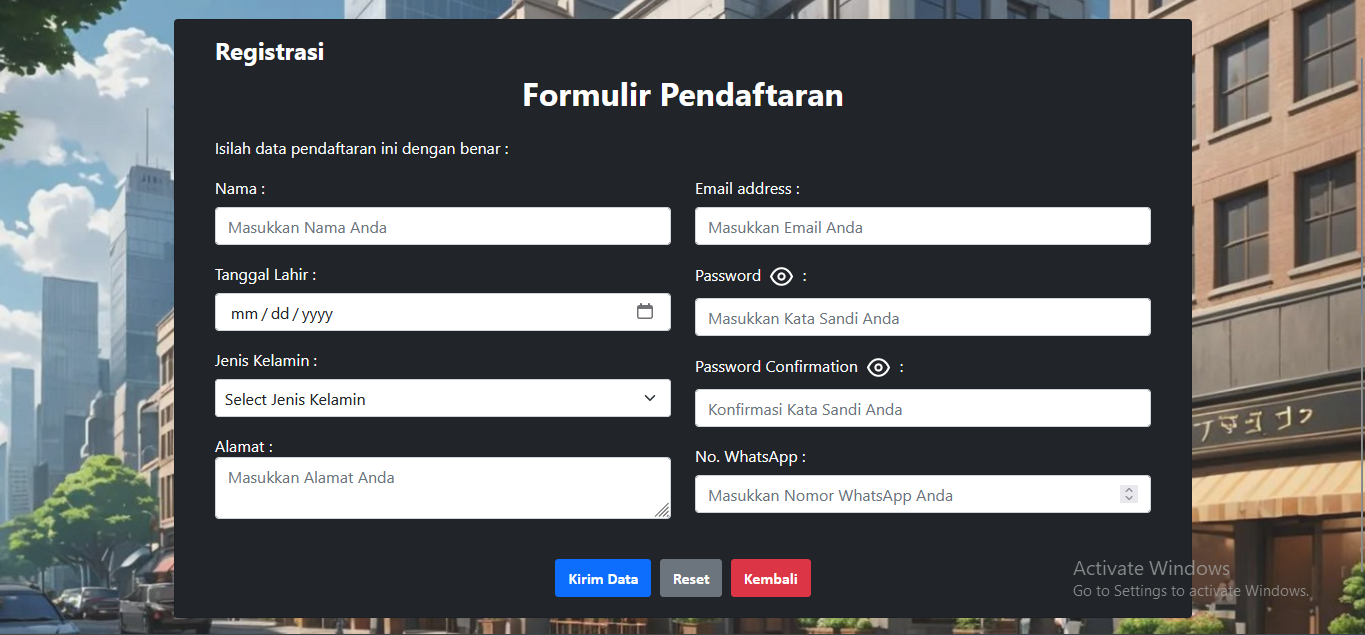 Registrasi
Formulir Pendaftaran
Isilah data pendaftaran ini dengan benar :
Nama :
Masukkan Nama Anda
Tanggal Lahir :
mm/dd/yyyy
Jenis Kelamin :
Select Jenis Kelamin
Alamat :
Masukkan Alamat Anda
Email address :
Masukkan Email Anda
Password :
Masukkan Kata Sandi Anda
Password Confirmation :
Konfirmasi Kata Sandi Anda
No. WhatsApp :
Masukkan Nomor WhatsApp Anda
Kirim Data Reset Kembali
Activate Windows
Go to Settings to activate Windows.